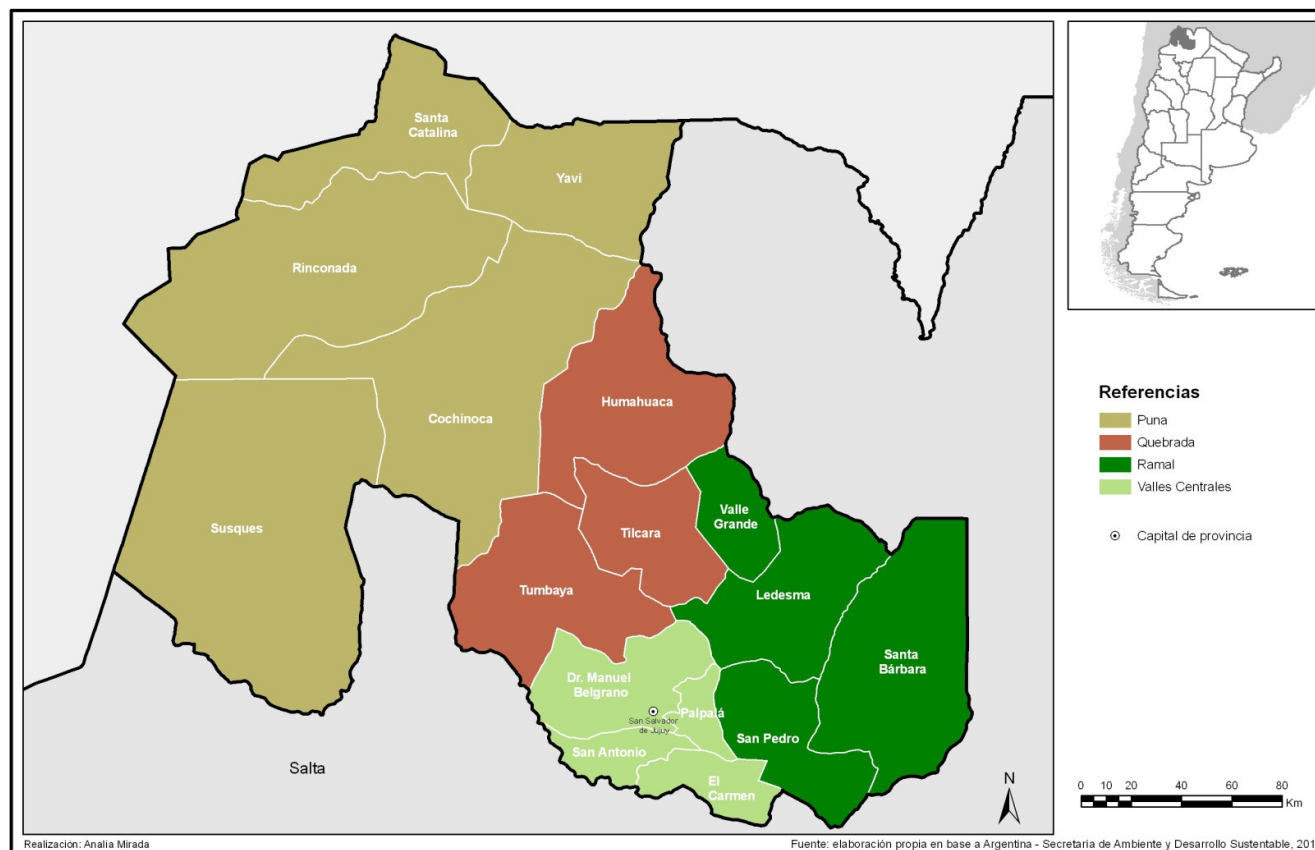 Santa
Catalina
Yavi
Rinconada
Cochinoca
Humahuaca
Susques
Valle
Grande
Tilcara
Tumbaya
Ledesma
Santa
Bárbara
Dr. Manuel
Belgrano
Palpalá
San Salvador
de Jujuy
San Pedro
San Antonio
El
Carmen
Salta
N
Referencias
Puna
Quebrada
Ramal
Valles Centrales
Capital de provincia
0 10 20 40 60 80
Km
Realización: Analia Mirada
Fuente: elaboración propia en base a Argentina - Secretaria de Ambiente y Desarrollo Sustentable,